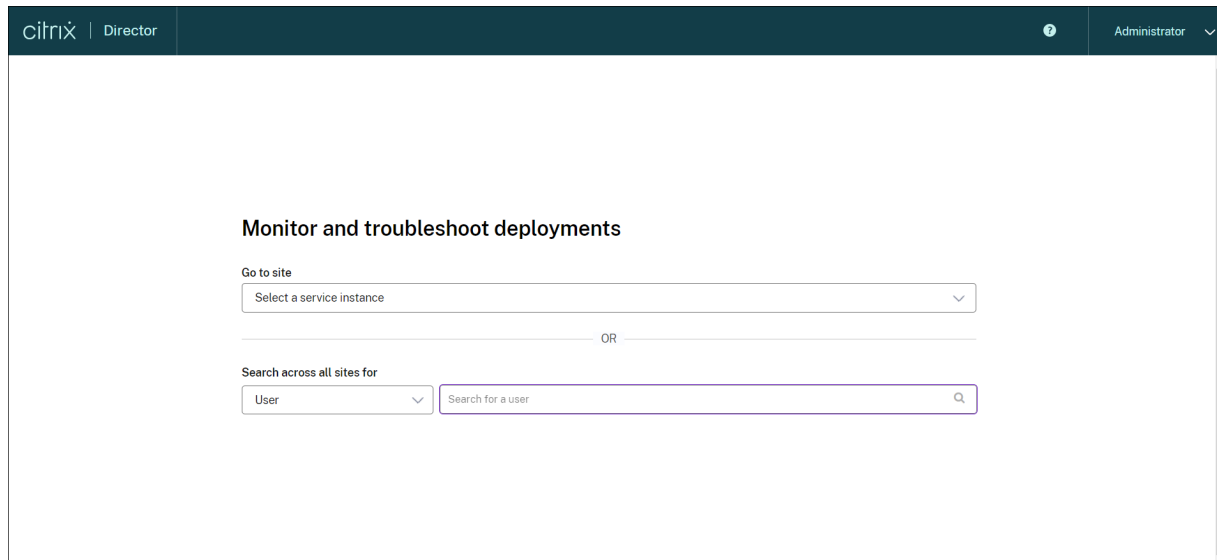 citrix | Director
?
Administrator
Monitor and troubleshoot deployments
Go to site
Select a service instance
OR
Search across all sites for
User
Search for a user